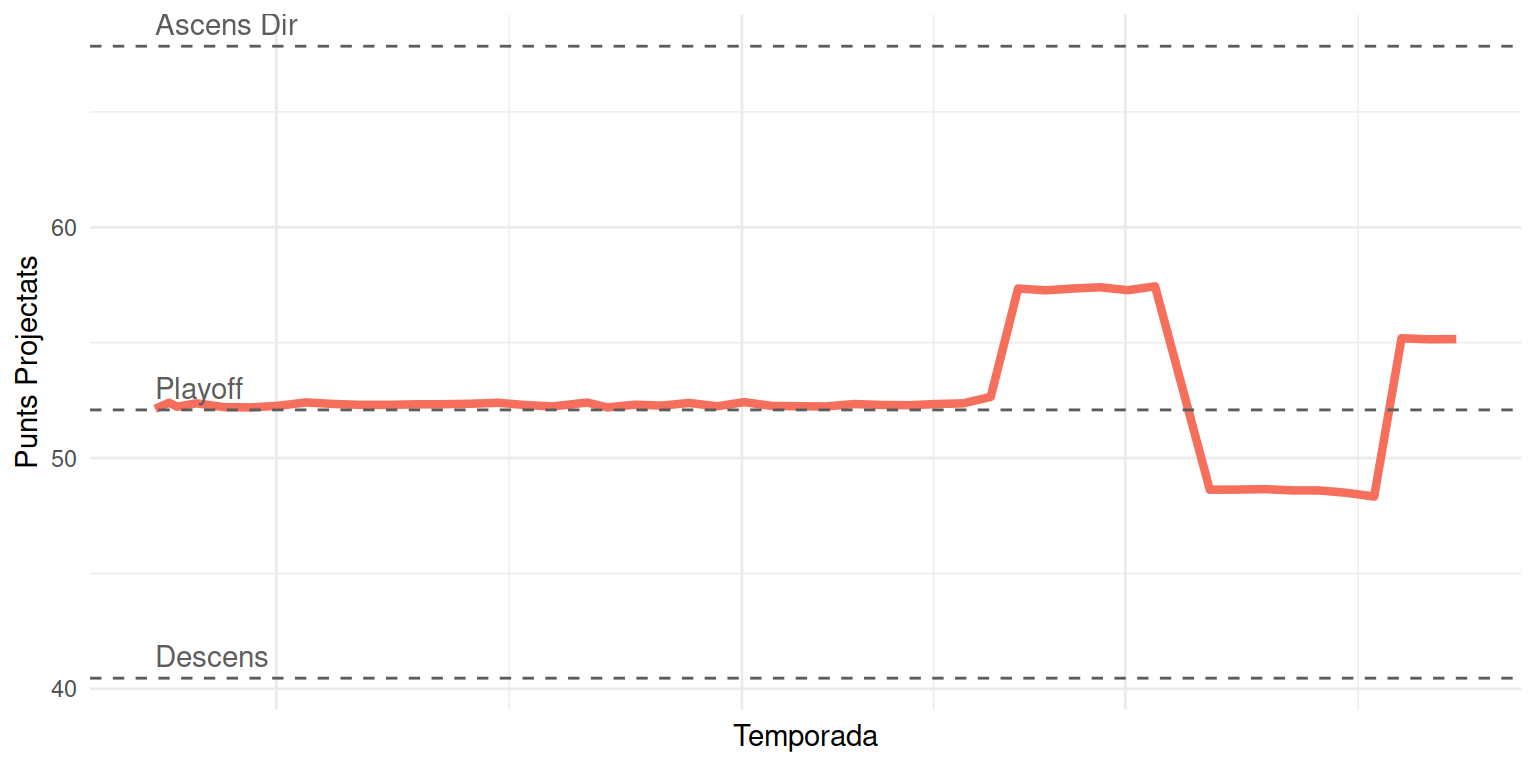 Ascens Dir
60
Playoff
50
Descens
40
Punts Projectats
Temporada